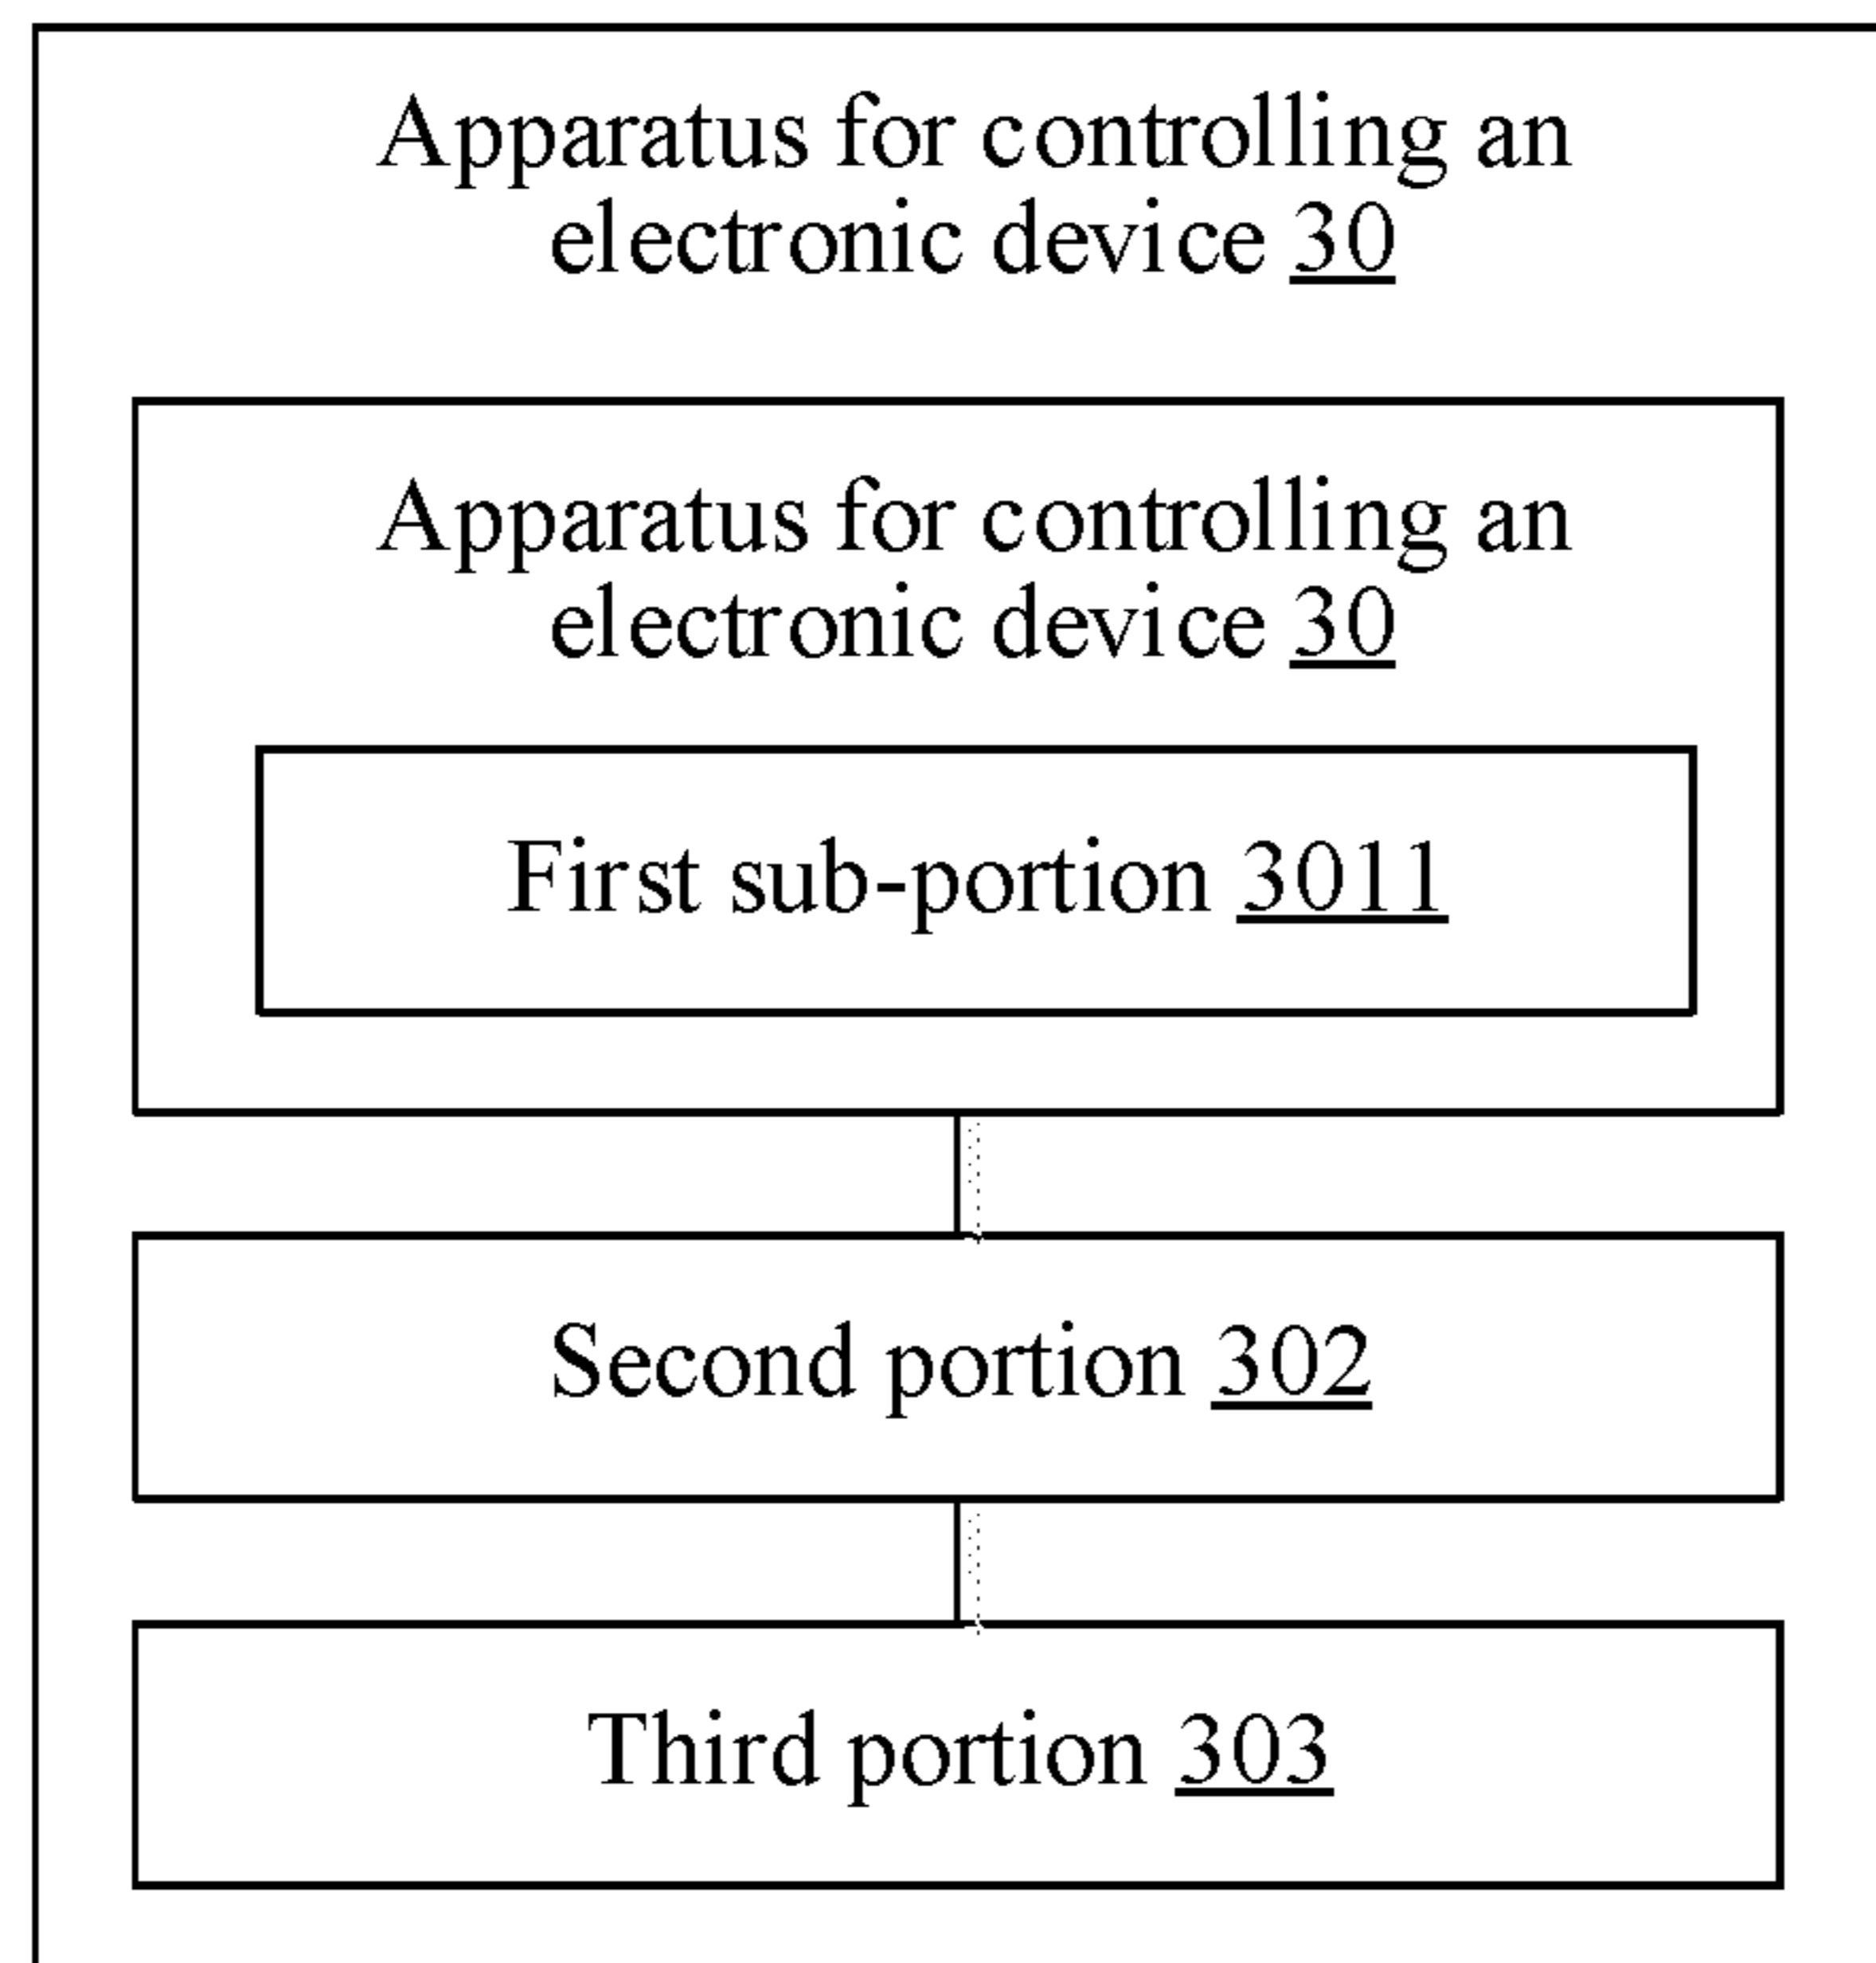 Apparatus for controlling an
electronic device 30
Apparatus for controlling an
electronic device 30
First sub-portion 3011
Second portion 302
Third portion 303